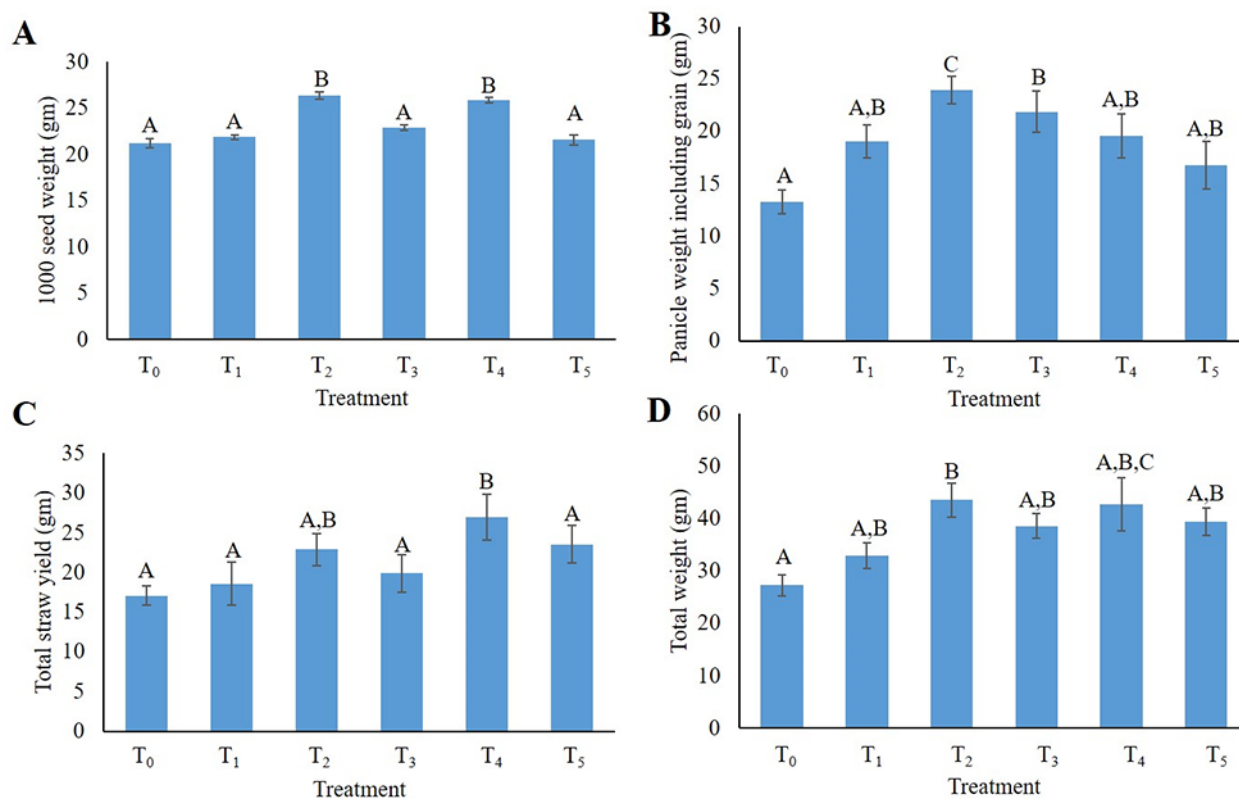 A
1000 seed weight (gm)
30
25
20
15
10
5
0
A
A
B
A
B
A
T₀ T₁ T₂ T₃ T₄ T₅
Treatment
B
Panicle weight including grain (gm)
30
25
20
15
10
5
0
A
A,B
C
B
A,B
A,B
T₀ T₁ T₂ T₃ T₄ T₅
Treatment
C
Total straw yield (gm)
35
30
25
20
15
10
5
0
A
A
A,B
A
B
A
T₀ T₁ T₂ T₃ T₄ T₅
Treatment
D
Total weight (gm)
60
50
40
30
20
10
0
A
A,B
B
A,B
A,B,C
A,B
T₀ T₁ T₂ T₃ T₄ T₅
Treatment